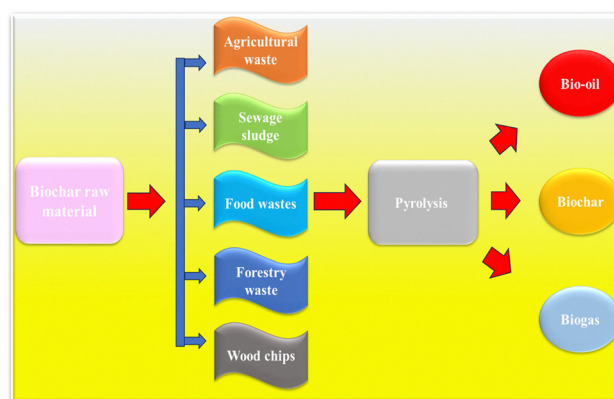 Biochar raw
material
Agricultural
waste
Sewage
sludge
Food wastes
Forestry
waste
Wood chips
Pyrolysis
Bio-oil
Biochar
Biogas